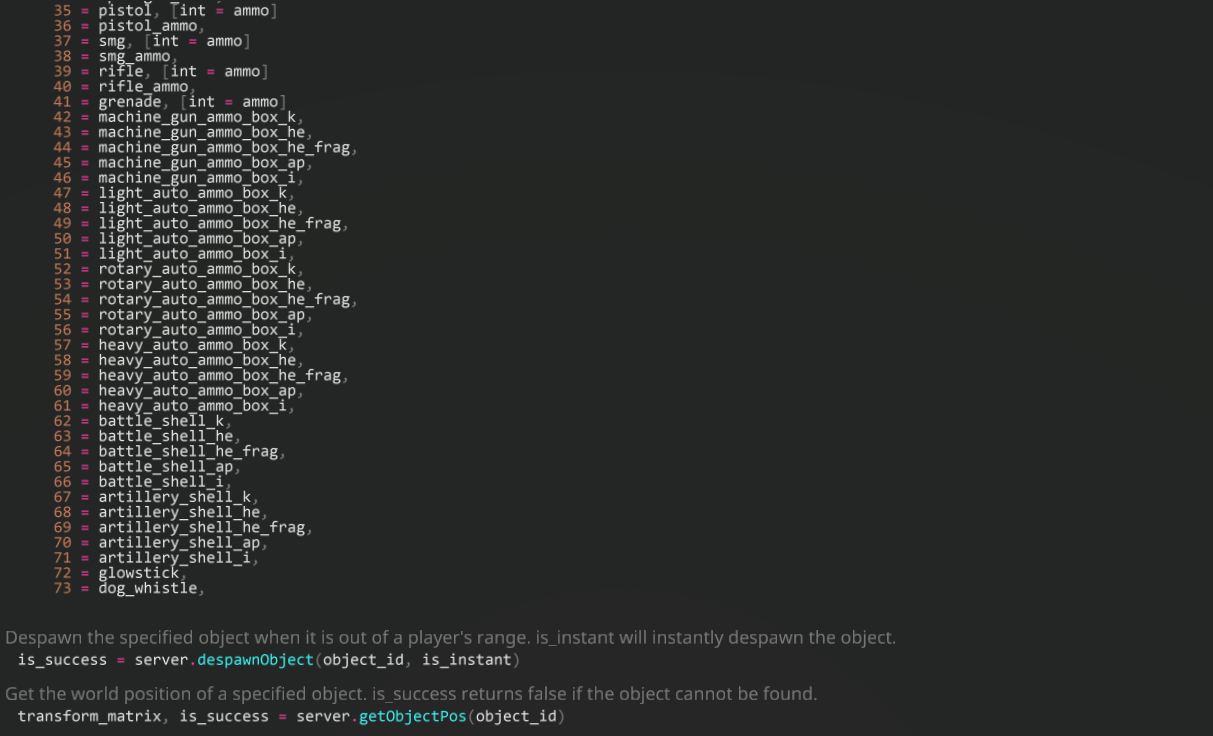 35 = pistol, [int = ammo]
36 = pistol_ammo,
37 = smg, [int = ammo]
38 = smg_ammo,
39 = rifle, [int = ammo]
40 = rifle_ammo,
41 = grenade, [int = ammo]
42 = machine_gun_ammo_box_k,
43 = machine_gun_ammo_box_he,
44 = machine_gun_ammo_box_he_frag,
45 = machine_gun_ammo_box_ap,
46 = machine_gun_ammo_box_i,
47 = light_auto_ammo_box_k,
48 = light_auto_ammo_box_he,
49 = light_auto_ammo_box_he_frag,
50 = light_auto_ammo_box_ap,
51 = light_auto_ammo_box_i,
52 = rotary_auto_ammo_box_k,
53 = rotary_auto_ammo_box_he,
54 = rotary_auto_ammo_box_he_frag,
55 = rotary_auto_ammo_box_ap,
56 = rotary_auto_ammo_box_i,
57 = heavy_auto_ammo_box_k,
58 = heavy_auto_ammo_box_he,
59 = heavy_auto_ammo_box_he_frag,
60 = heavy_auto_ammo_box_ap,
61 = heavy_auto_ammo_box_i,
62 = battle_shell_k,
63 = battle_shell_he,
64 = battle_shell_he_frag,
65 = battle_shell_ap,
66 = battle_shell_i,
67 = artillery_shell_k,
68 = artillery_shell_he,
69 = artillery_shell_he_frag,
70 = artillery_shell_ap,
71 = artillery_shell_i,
72 = glowstick,
73 = dog_whistle,
Despawn the specified object when it is out of a player's range. is_instant will instantly despawn the object.
is_success = server.despawnObject(object_id, is_instant)
Get the world position of a specified object. is_success returns false if the object cannot be found.
transform_matrix, is_success = server.getObjectPos(object_id)